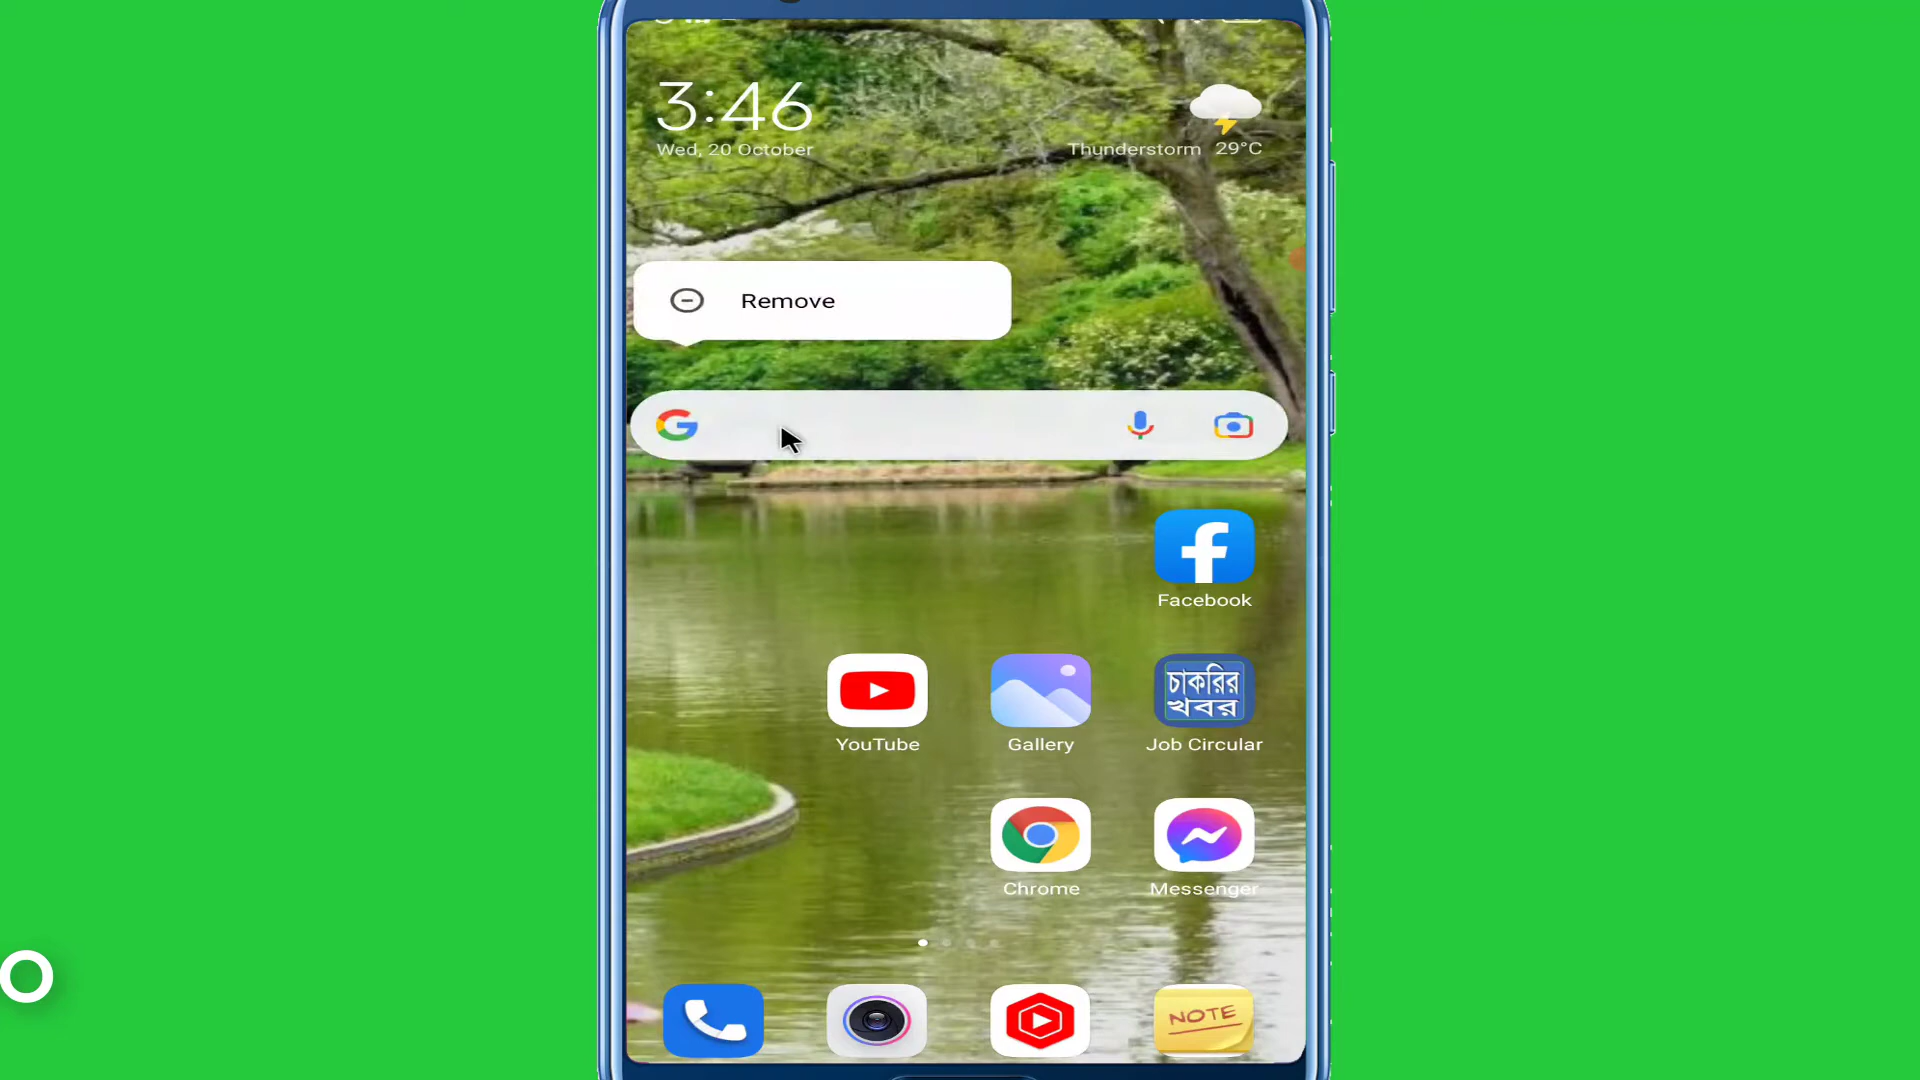 3:46
Wed, 20 October
Thunderstorm 29°C
Remove
Facebook
চাকরির
খবর
YouTube
Gallery
Job Circular
Chrome
Messenger
NOTE
O